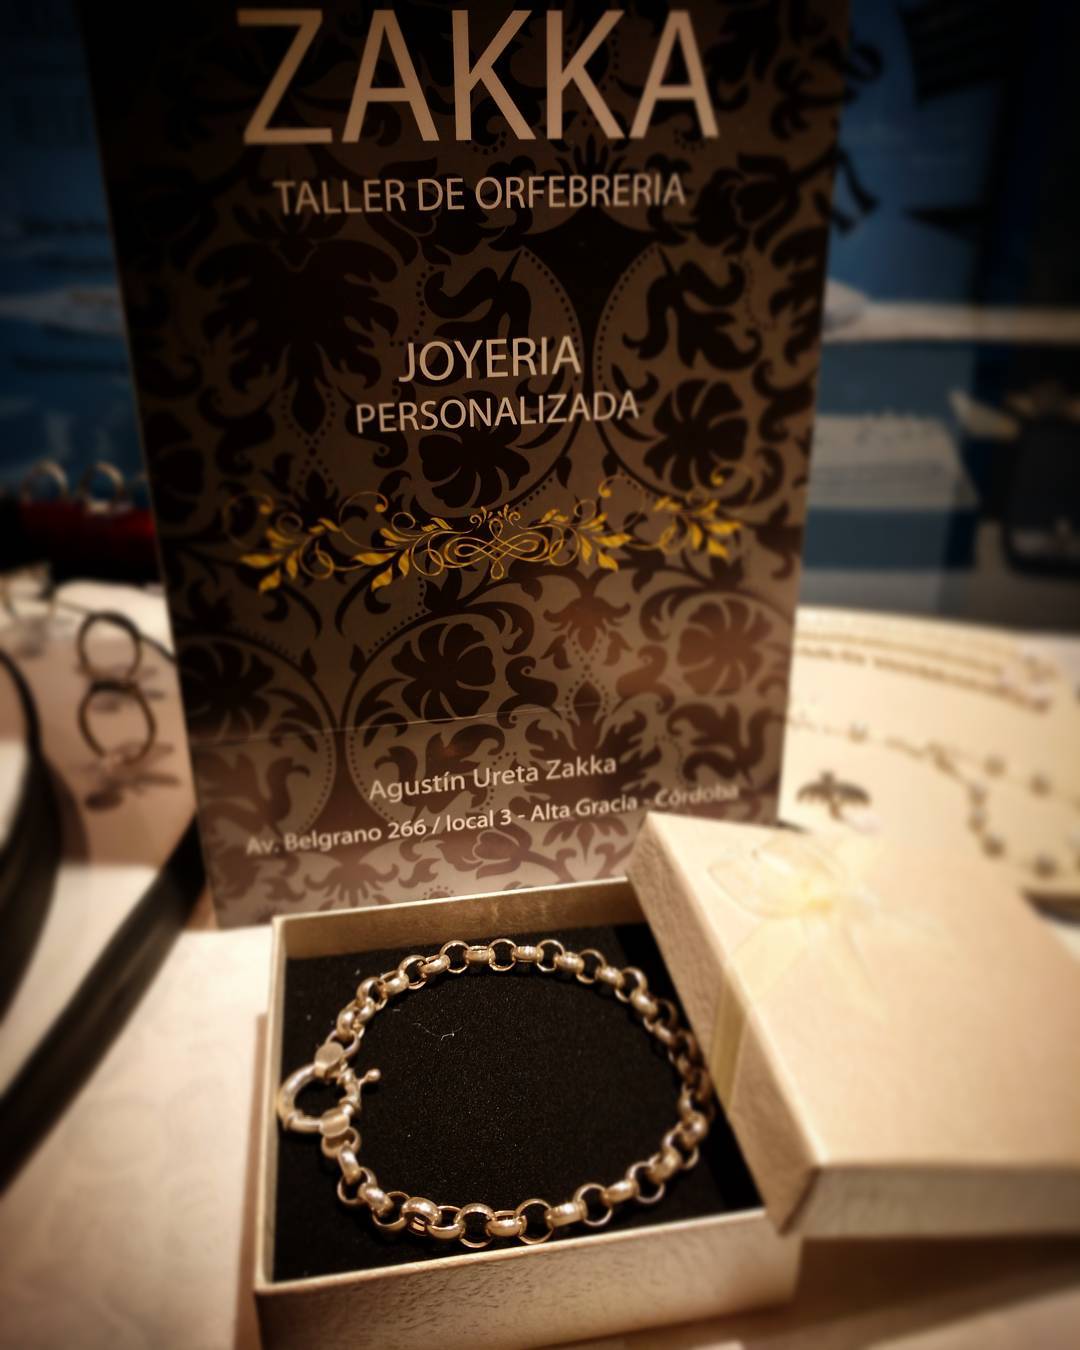 ZAKKA
TALLER DE ORFEBRERIA
JOYERIA
PERSONALIZADA
Agustín Ureta Zakka
Av. Belgrano 266 / local 3 - Alta Gracia - Córdoba